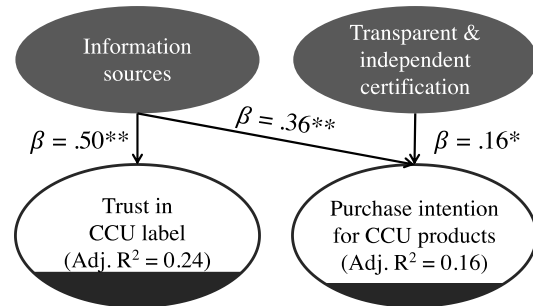 Information
sources
Transparent &
independent
certification
β = .50**
β = .36**
β = .16*
Trust in
CCU label
(Adj. R² = 0.24)
Purchase intention
for CCU products
(Adj. R² = 0.16)